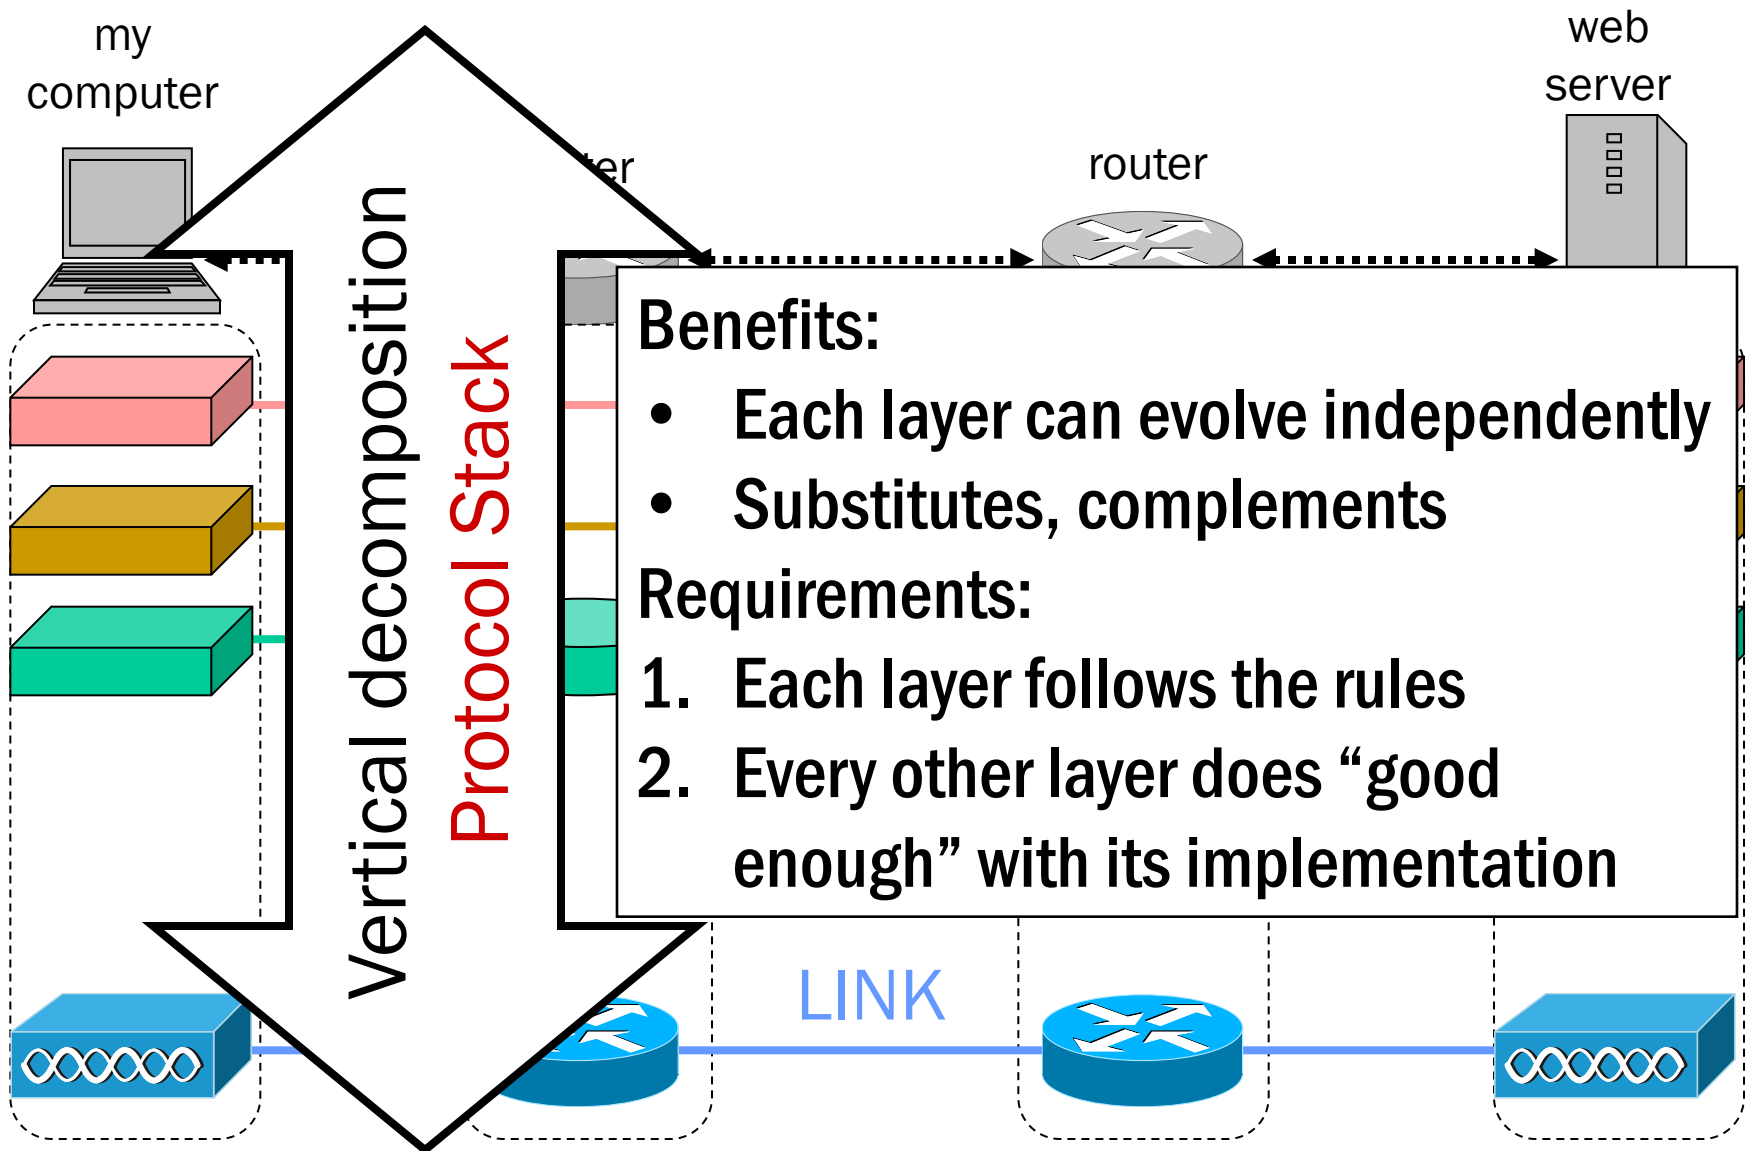 my
computer
web
server
router
Vertical decomposition
Protocol Stack
Benefits:
• Each layer can evolve independently
• Substitutes, complements
Requirements:
1. Each layer follows the rules
2. Every other layer does “good
enough” with its implementation
LINK